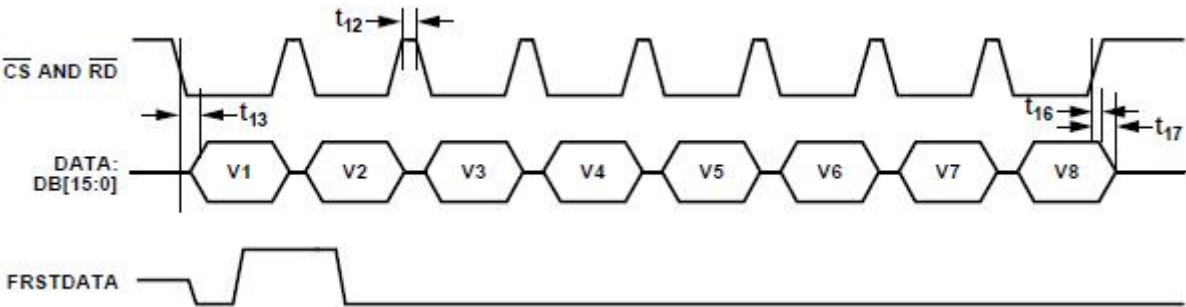 t12
CS AND RD
t13
t16
t17
DATA:
DB[15:0]
V1 V2 V3 V4 V5 V6 V7 V8
FRSTDATA